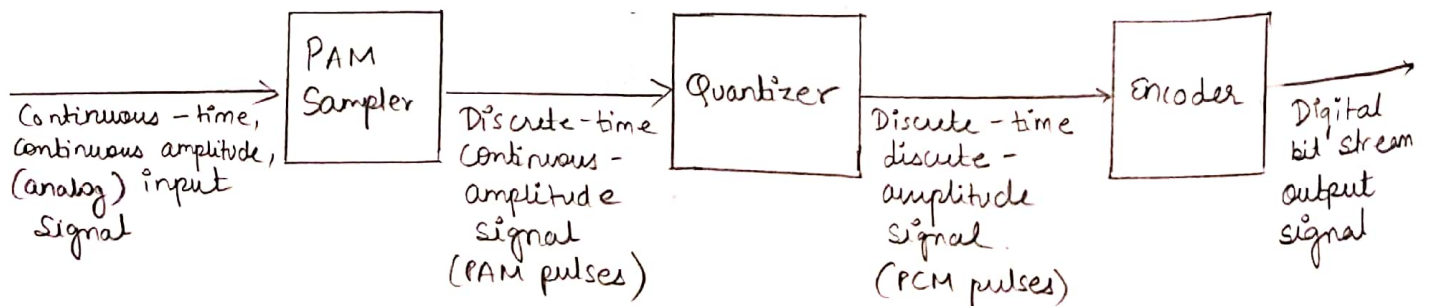 PAM
Sampler
Quantizer
Encoder
Continuous-time,
continuous amplitude,
(analog) input
signal
Discrete-time
continuous-
amplitude
signal
(PAM pulses)
Discrete-time
discrete-
amplitude
signal.
(PCM pulses)
Digital
bit stream
output
signal